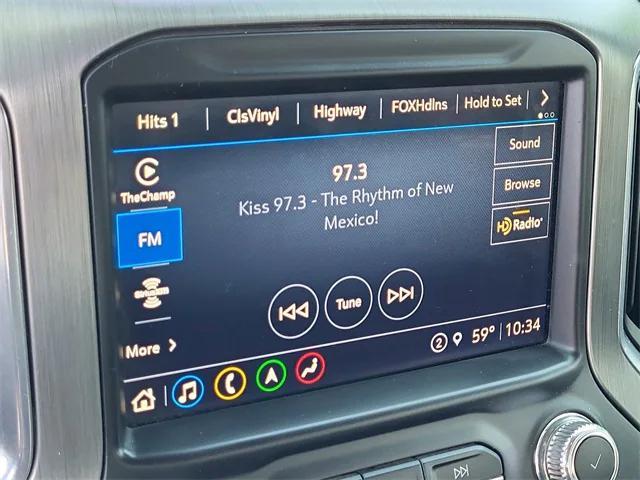 Hits 1 ClsVinyl Highway FOXHdlns Hold to Set
TheChamp
97.3
Sound
Kiss 97.3 - The Rhythm of New
Mexico!
Browse
FM
HD Radio
Tune
More
2 59° 10:34